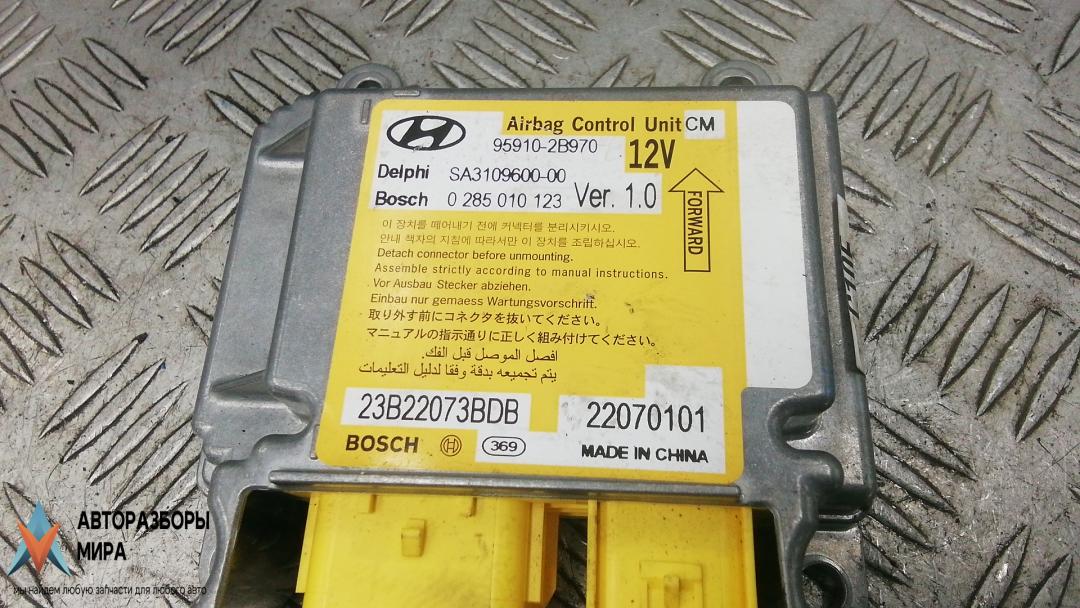 Airbag Control Unit CM
95910-2B970
12V
Delphi SA3109600-00
Bosch 0 285 010 123 Ver. 1.0
FORWARD
이 장치를 떼어내기 전에 커넥터를 분리시키시오.
안내 책자의 지침에 따라서만 이 장치를 조립하십시오.
Detach connector before unmounting.
Assemble strictly according to manual instructions.
Vor Ausbau Stecker abziehen.
Einbau nur gemaess Wartungsvorschrift.
取り外す前にコネクタを抜いてください。
マニュアルの指示通りに正しく組み付けてください。
افصل الموصل قبل الفك.
يتم تجميعه بدقة وفقا لدليل التعليمات
23B22073BDB 22070101
BOSCH 369 MADE IN CHINA
АВТОРАЗБОРЫ
МИРА
мы найдем любую запчасти для любого авто